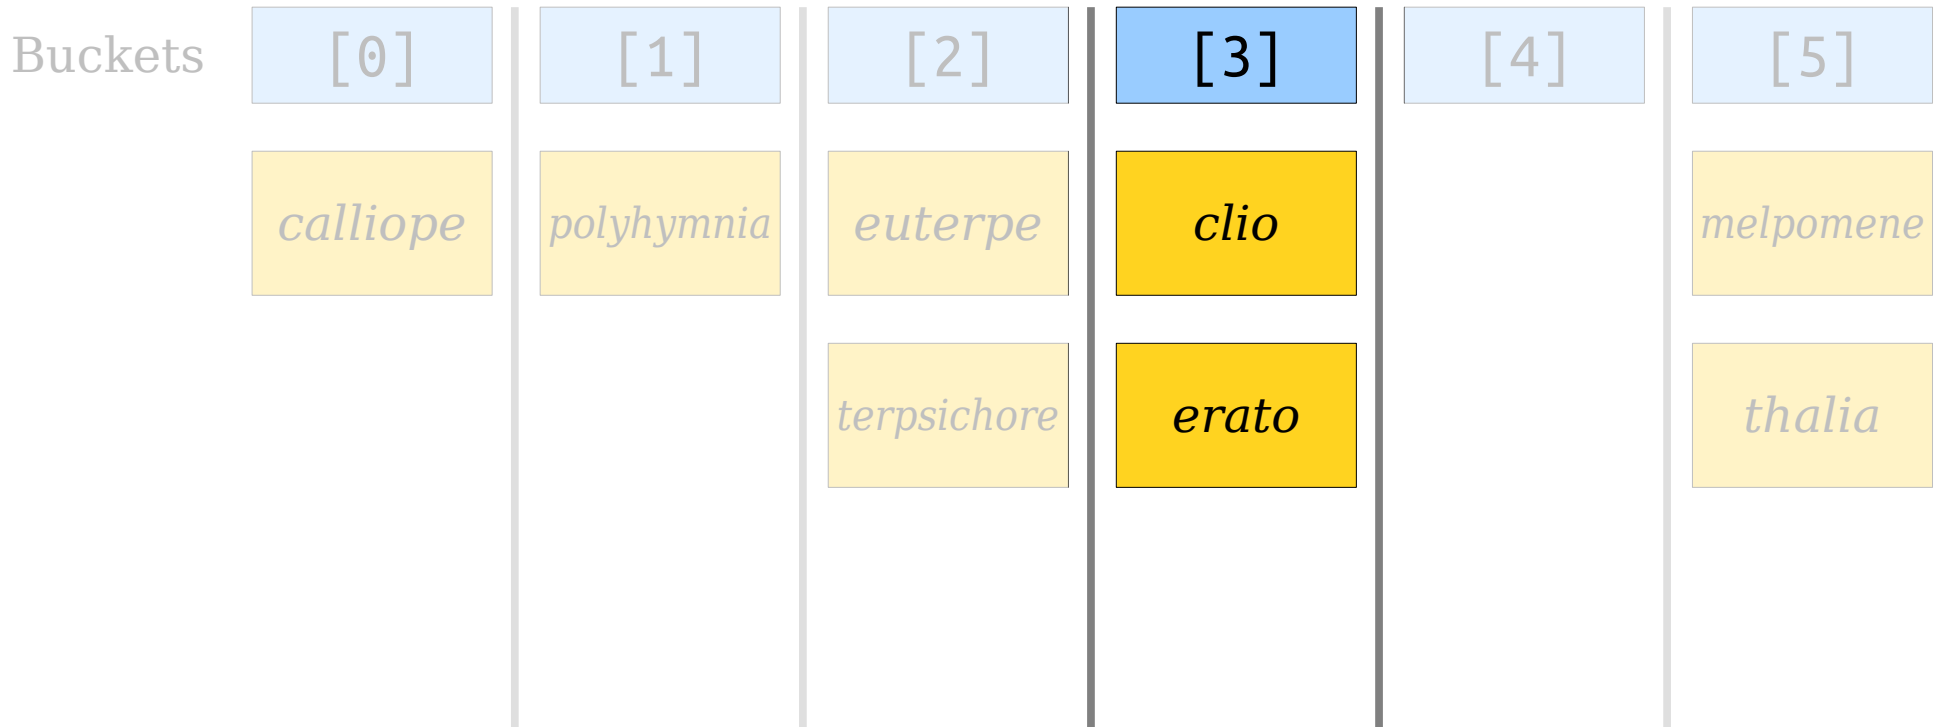 Buckets [0] [1] [2] [3] [4] [5]
calliope polyhymnia euterpe clio melpomene
terpsichore erato thalia